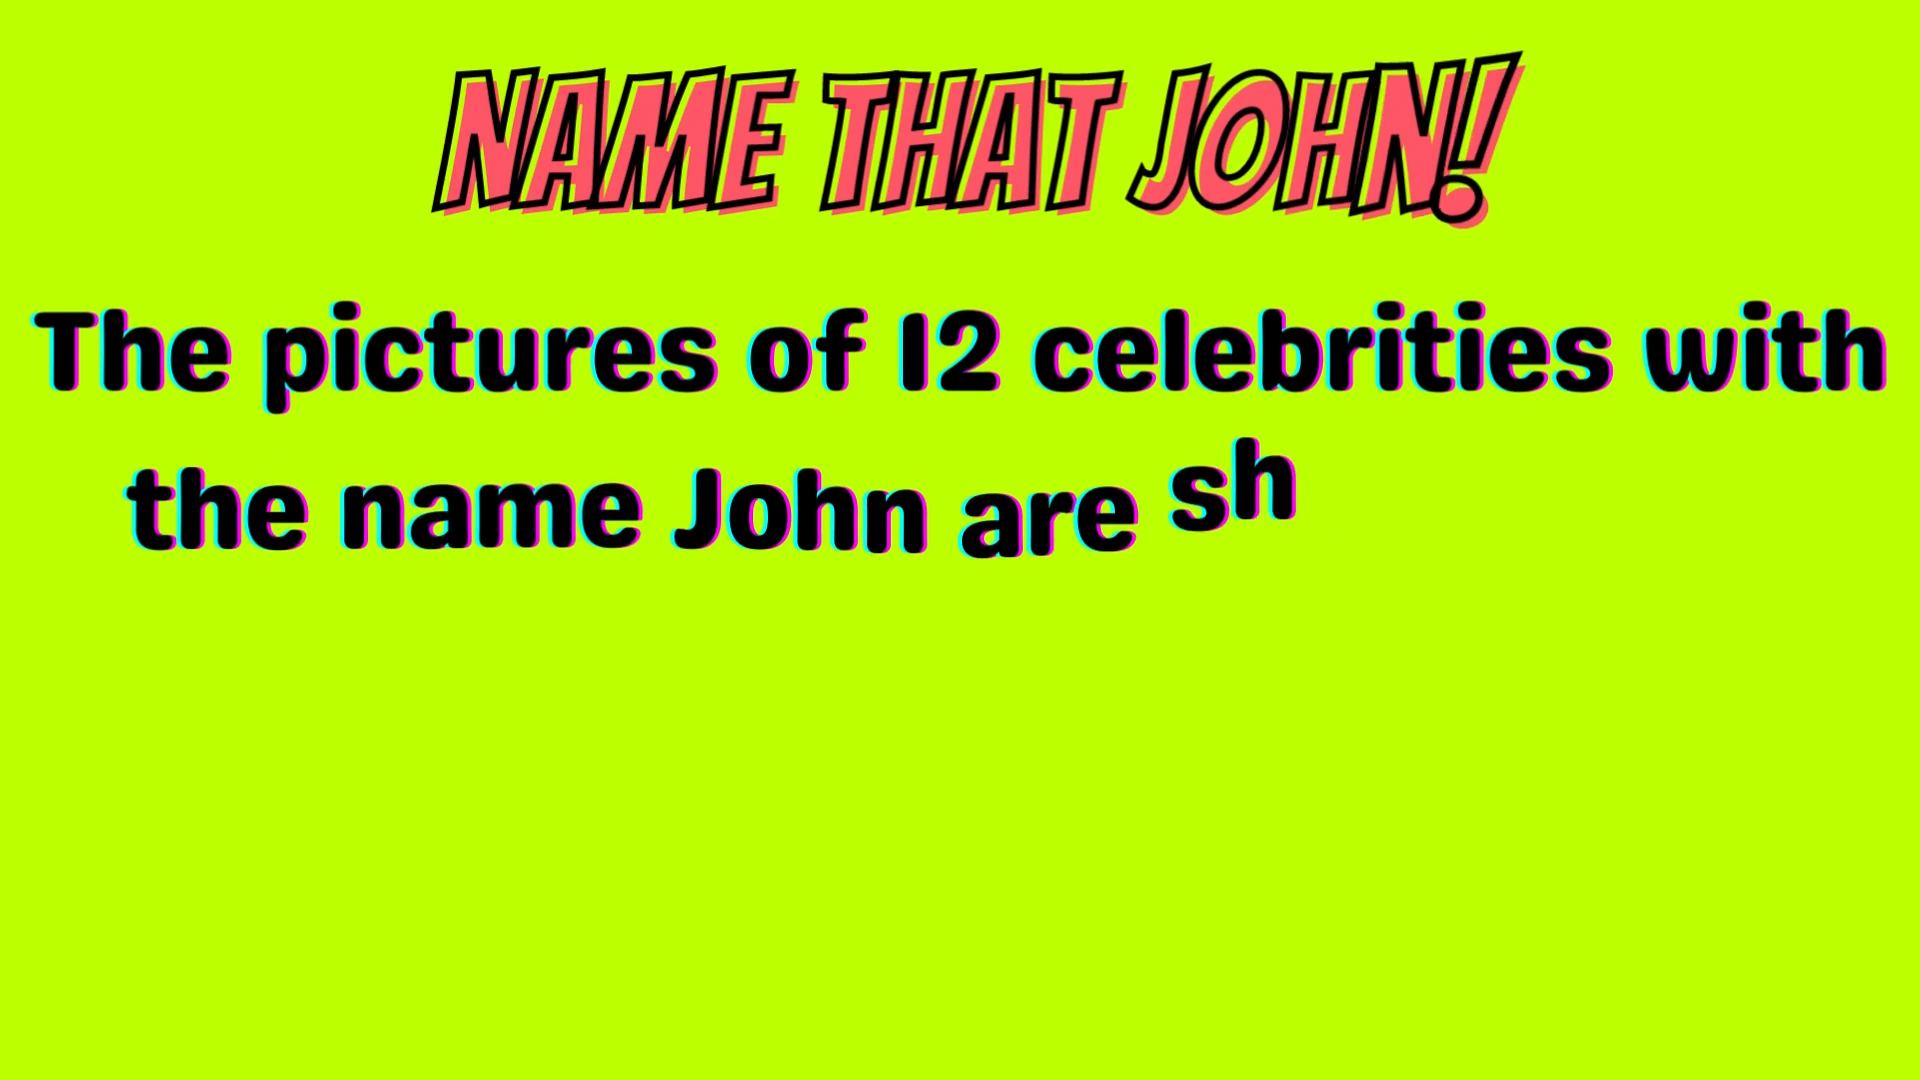 NAME THAT JOHN!
The pictures of 12 celebrities with
the name John are sh